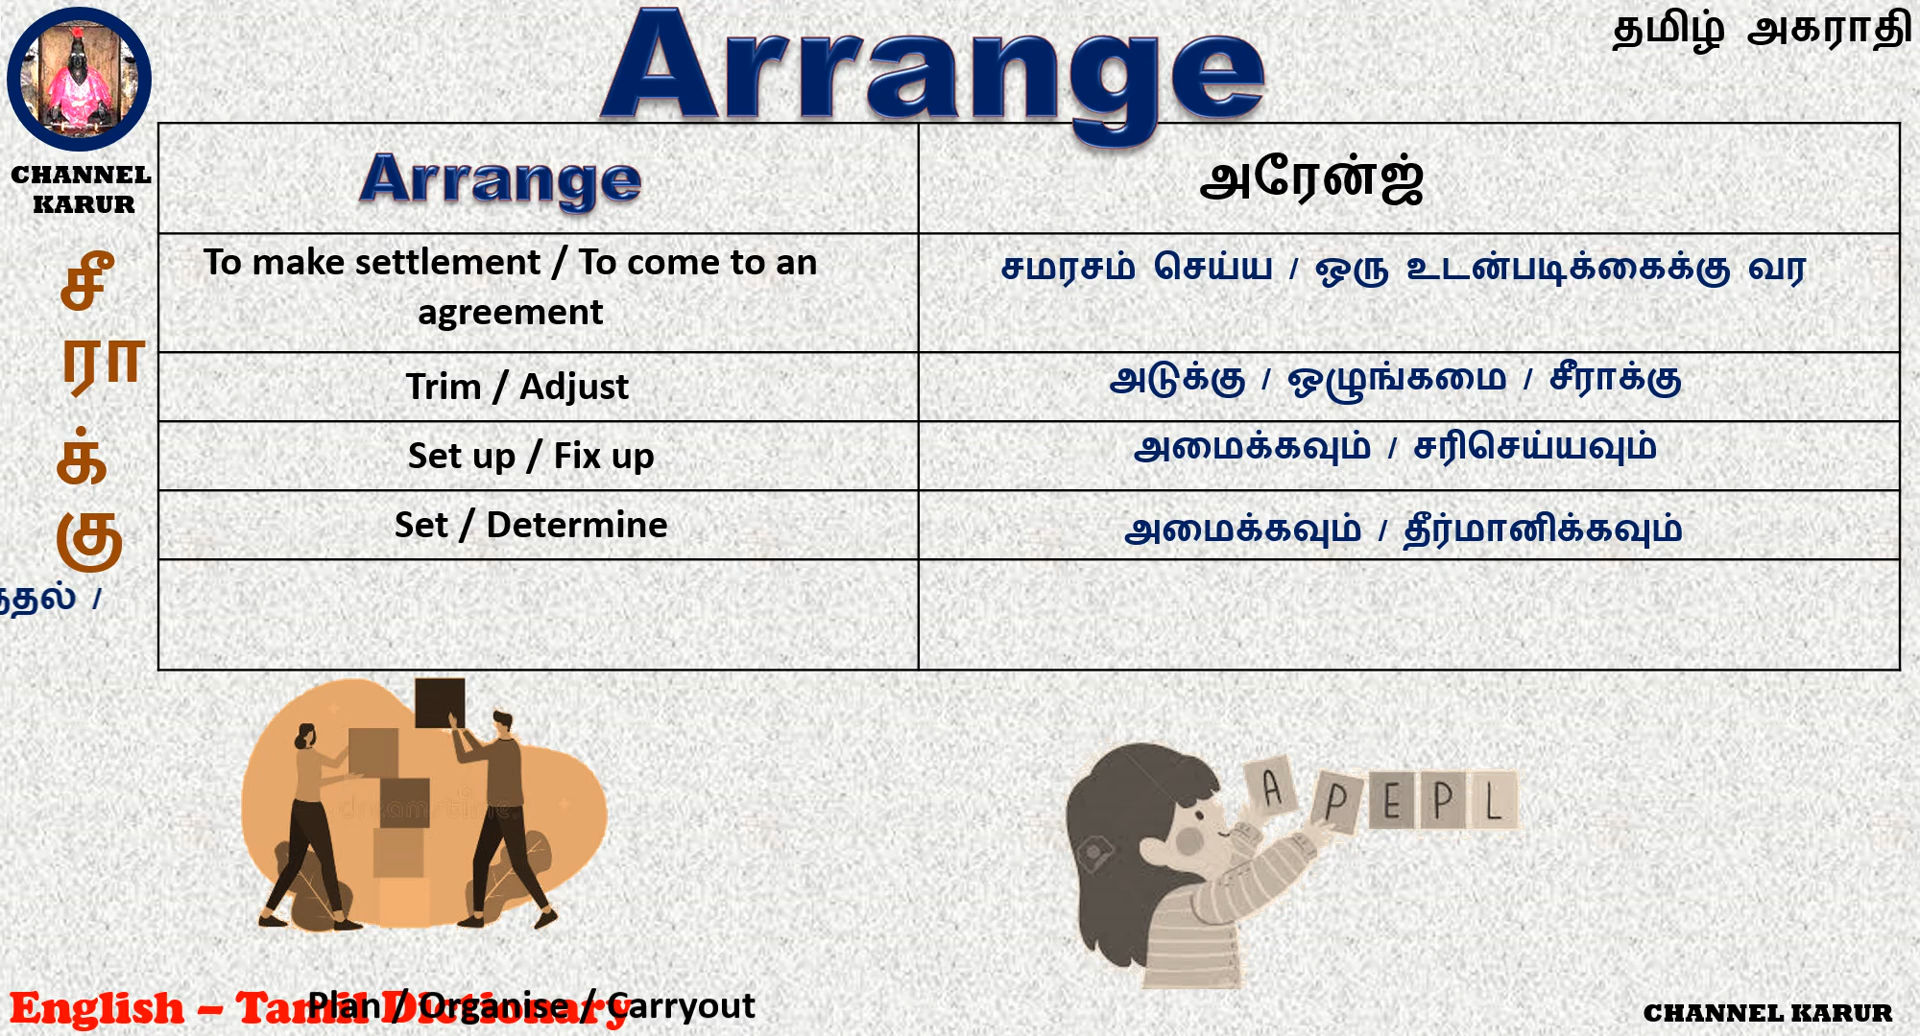 Arrange
தமிழ் அகராதி
CHANNEL
KARUR
Arrange
அரேன்ஜ்
To make settlement / To come to an
agreement
சமரசம் செய்ய / ஒரு உடன்படிக்கைக்கு வர
Trim / Adjust
அடுக்கு / ஒழுங்கமை / சீராக்கு
Set up / Fix up
அமைக்கவும் / சரிசெய்யவும்
Set / Determine
அமைக்கவும் / தீர்மானிக்கவும்
சீ
ரா
க்
கு
A P E P L
English – Tamil Dictionary
Plan / Organise / Carryout
CHANNEL KARUR